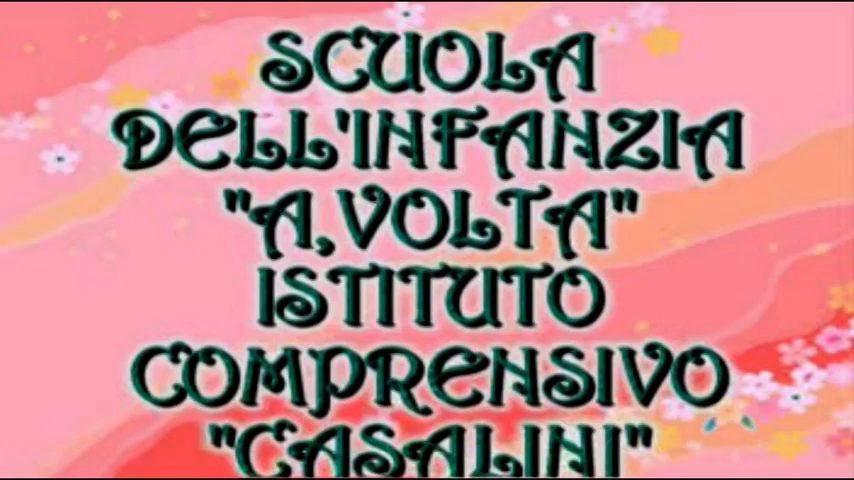 SCUOLA
DELL'INFANZIA
"A,VOLTA"
ISTITUTO
COMPRENSIVO
"CASALINI"